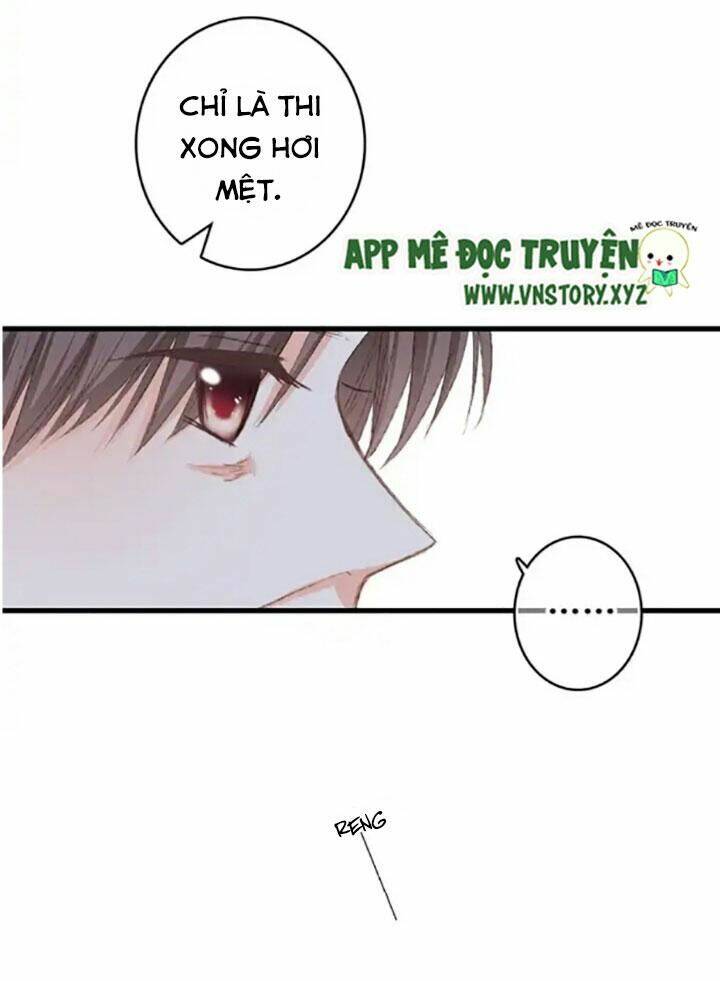 CHỈ LÀ THI
XONG HƠI
MỆT.
MÊ ĐỌC TRUYỆN
APP MÊ ĐỌC TRUYỆN
WWW.VNSTORY.XYZ
......
RENG